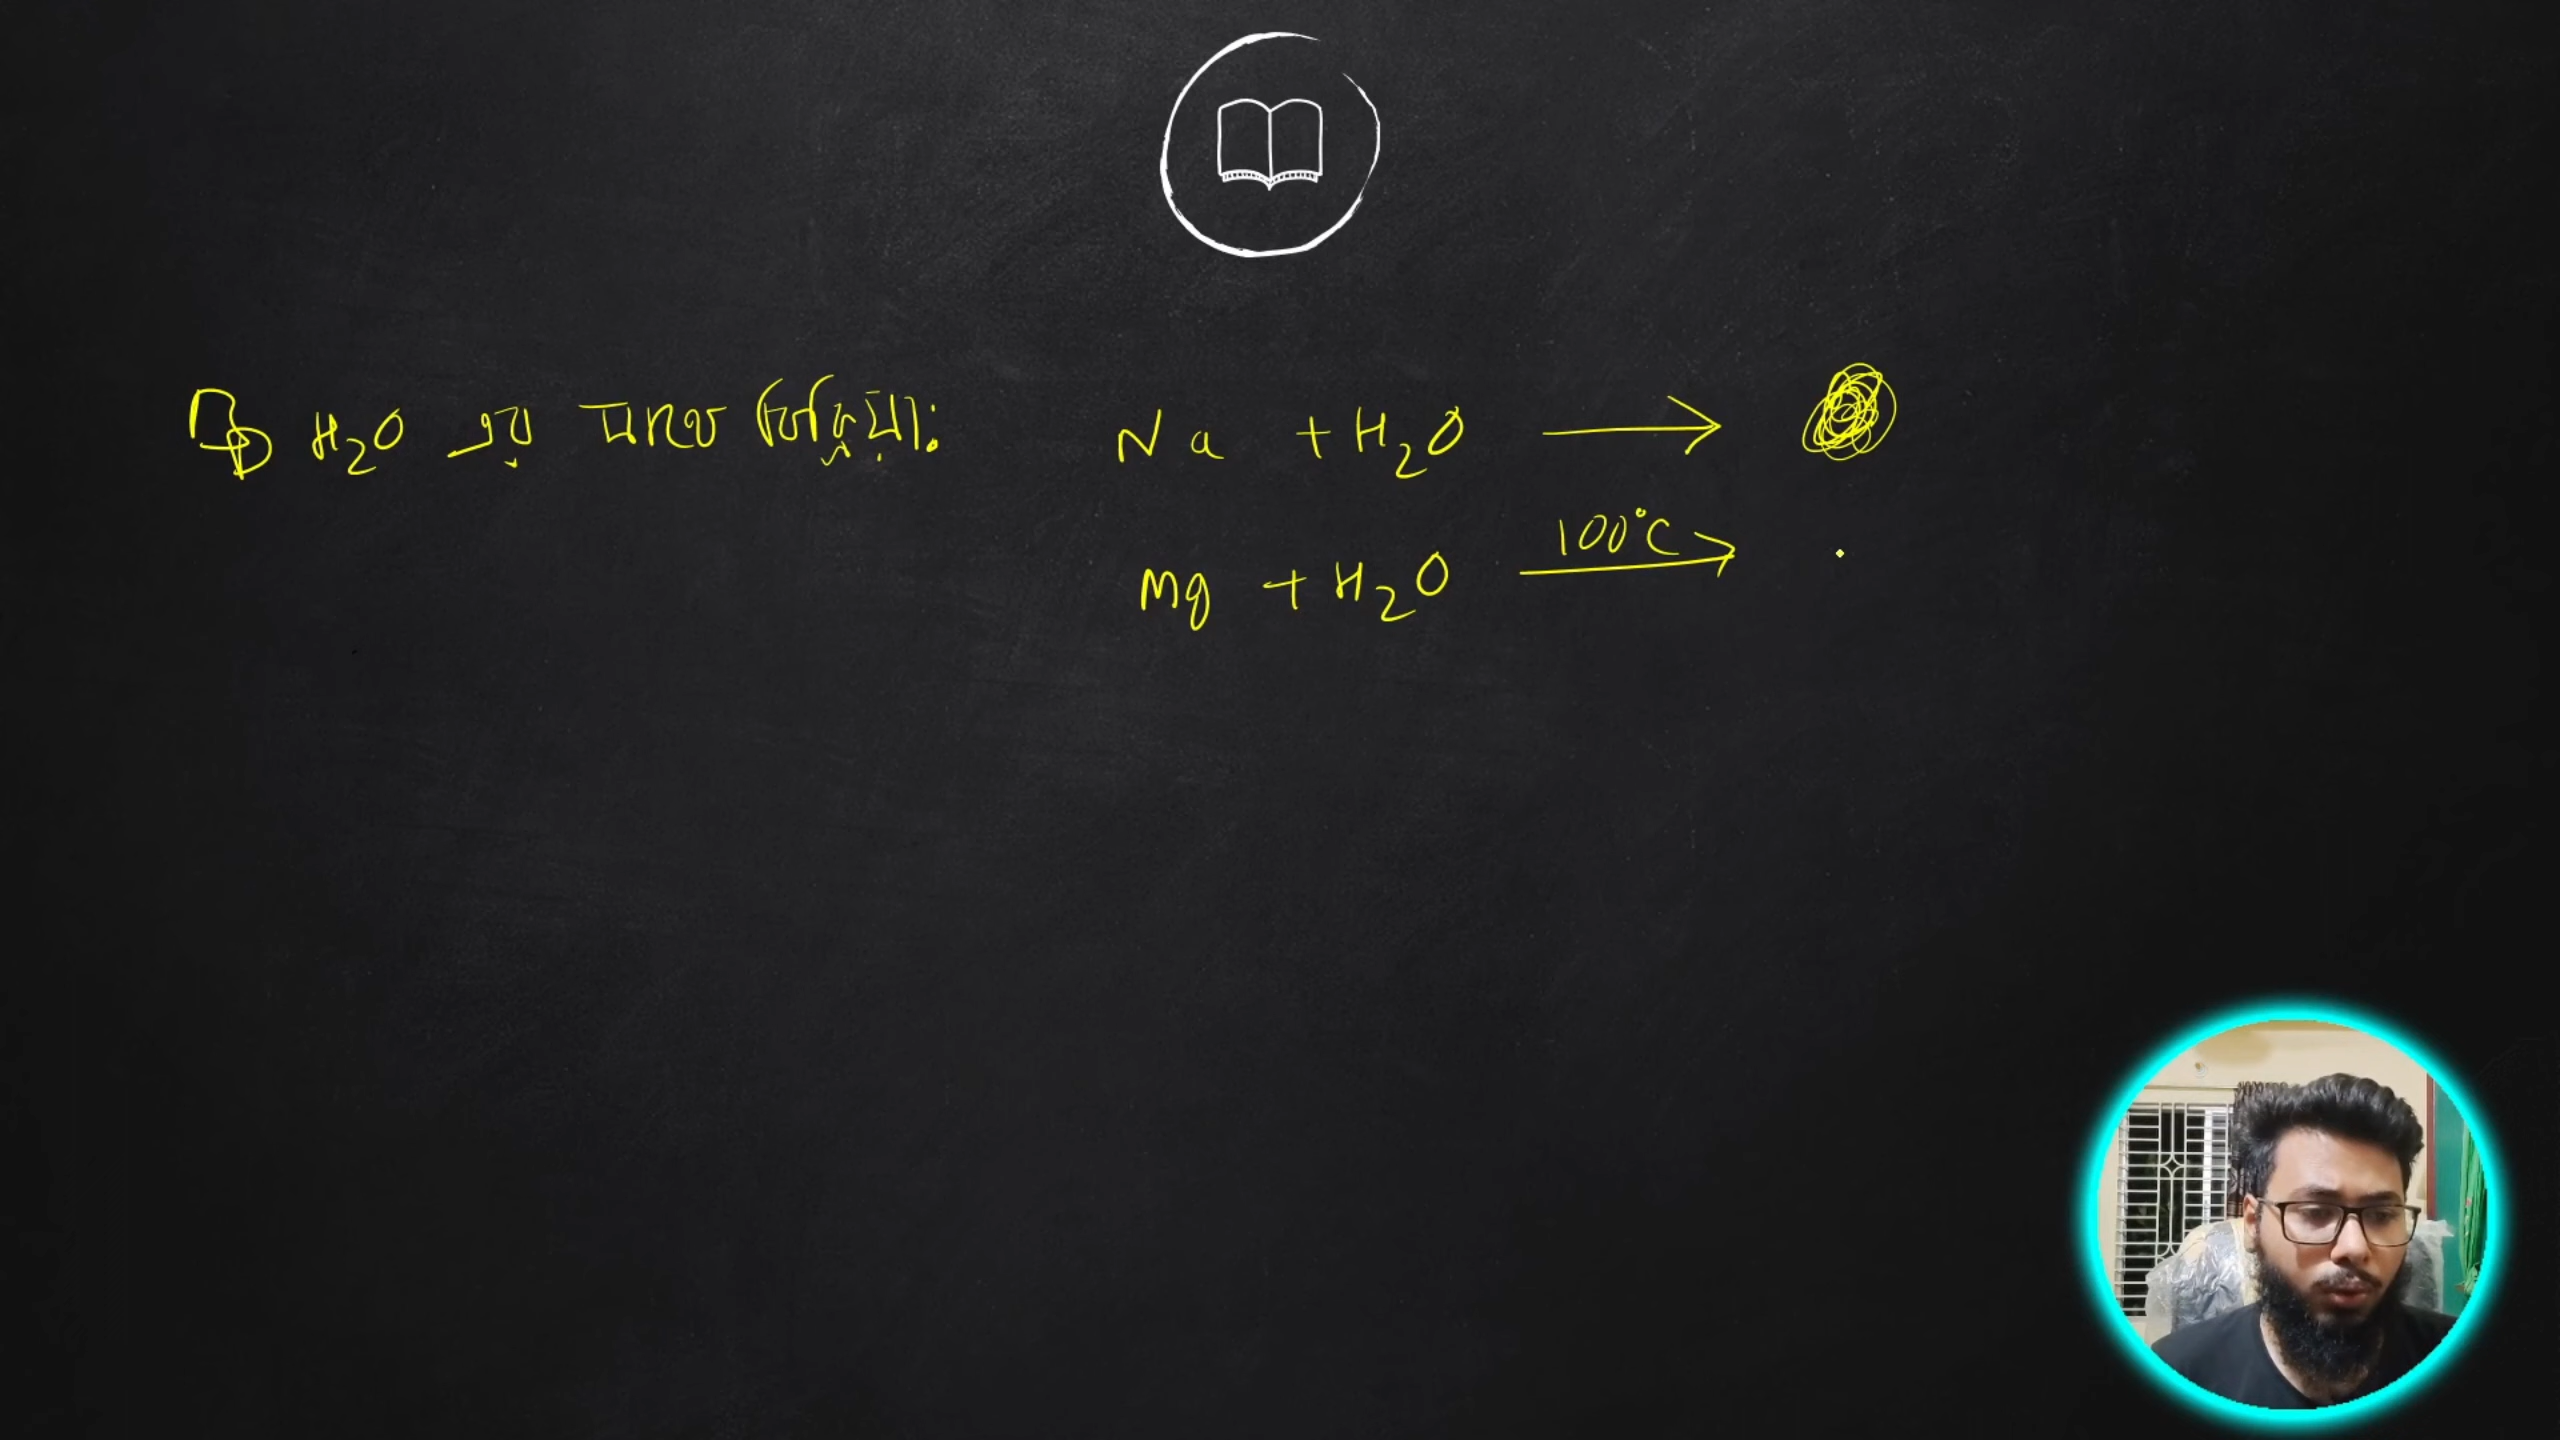 H₂O এর সাথে বিক্রিয়া: Na + H₂O →
Mg + H₂O 100°C →